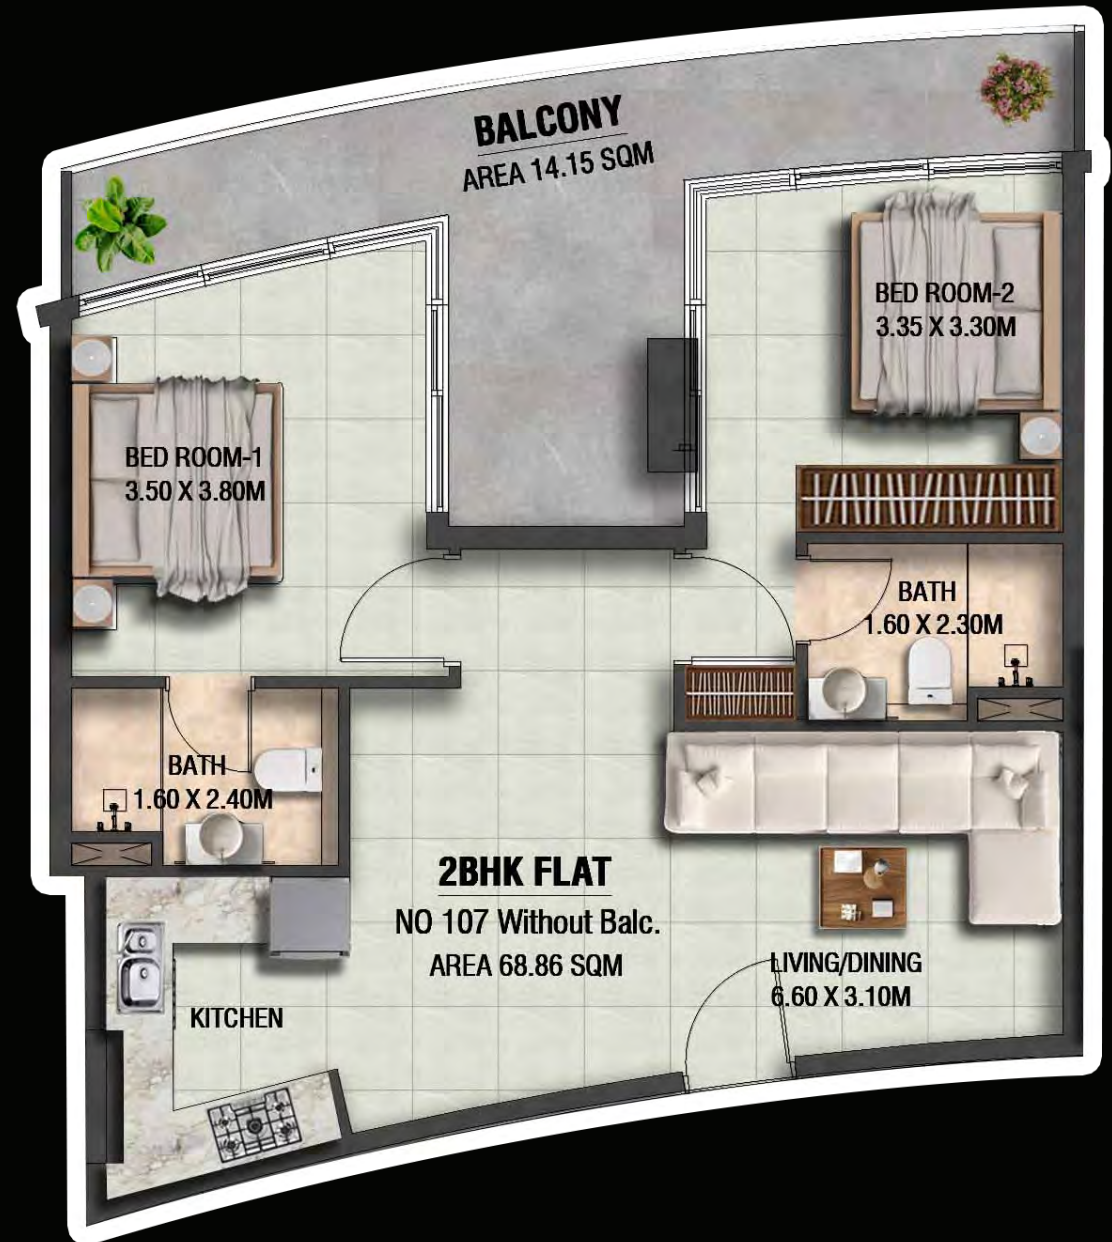 BALCONY
AREA 14.15 SQM
BED ROOM-2
3.35 X 3.30M
BED ROOM-1
3.50 X 3.80M
BATH
1.60 X 2.30M
BATH
1.60 X 2.40M
2BHK FLAT
NO 107 Without Balc.
AREA 68.86 SQM
LIVING/DINING
6.60 X 3.10M
KITCHEN